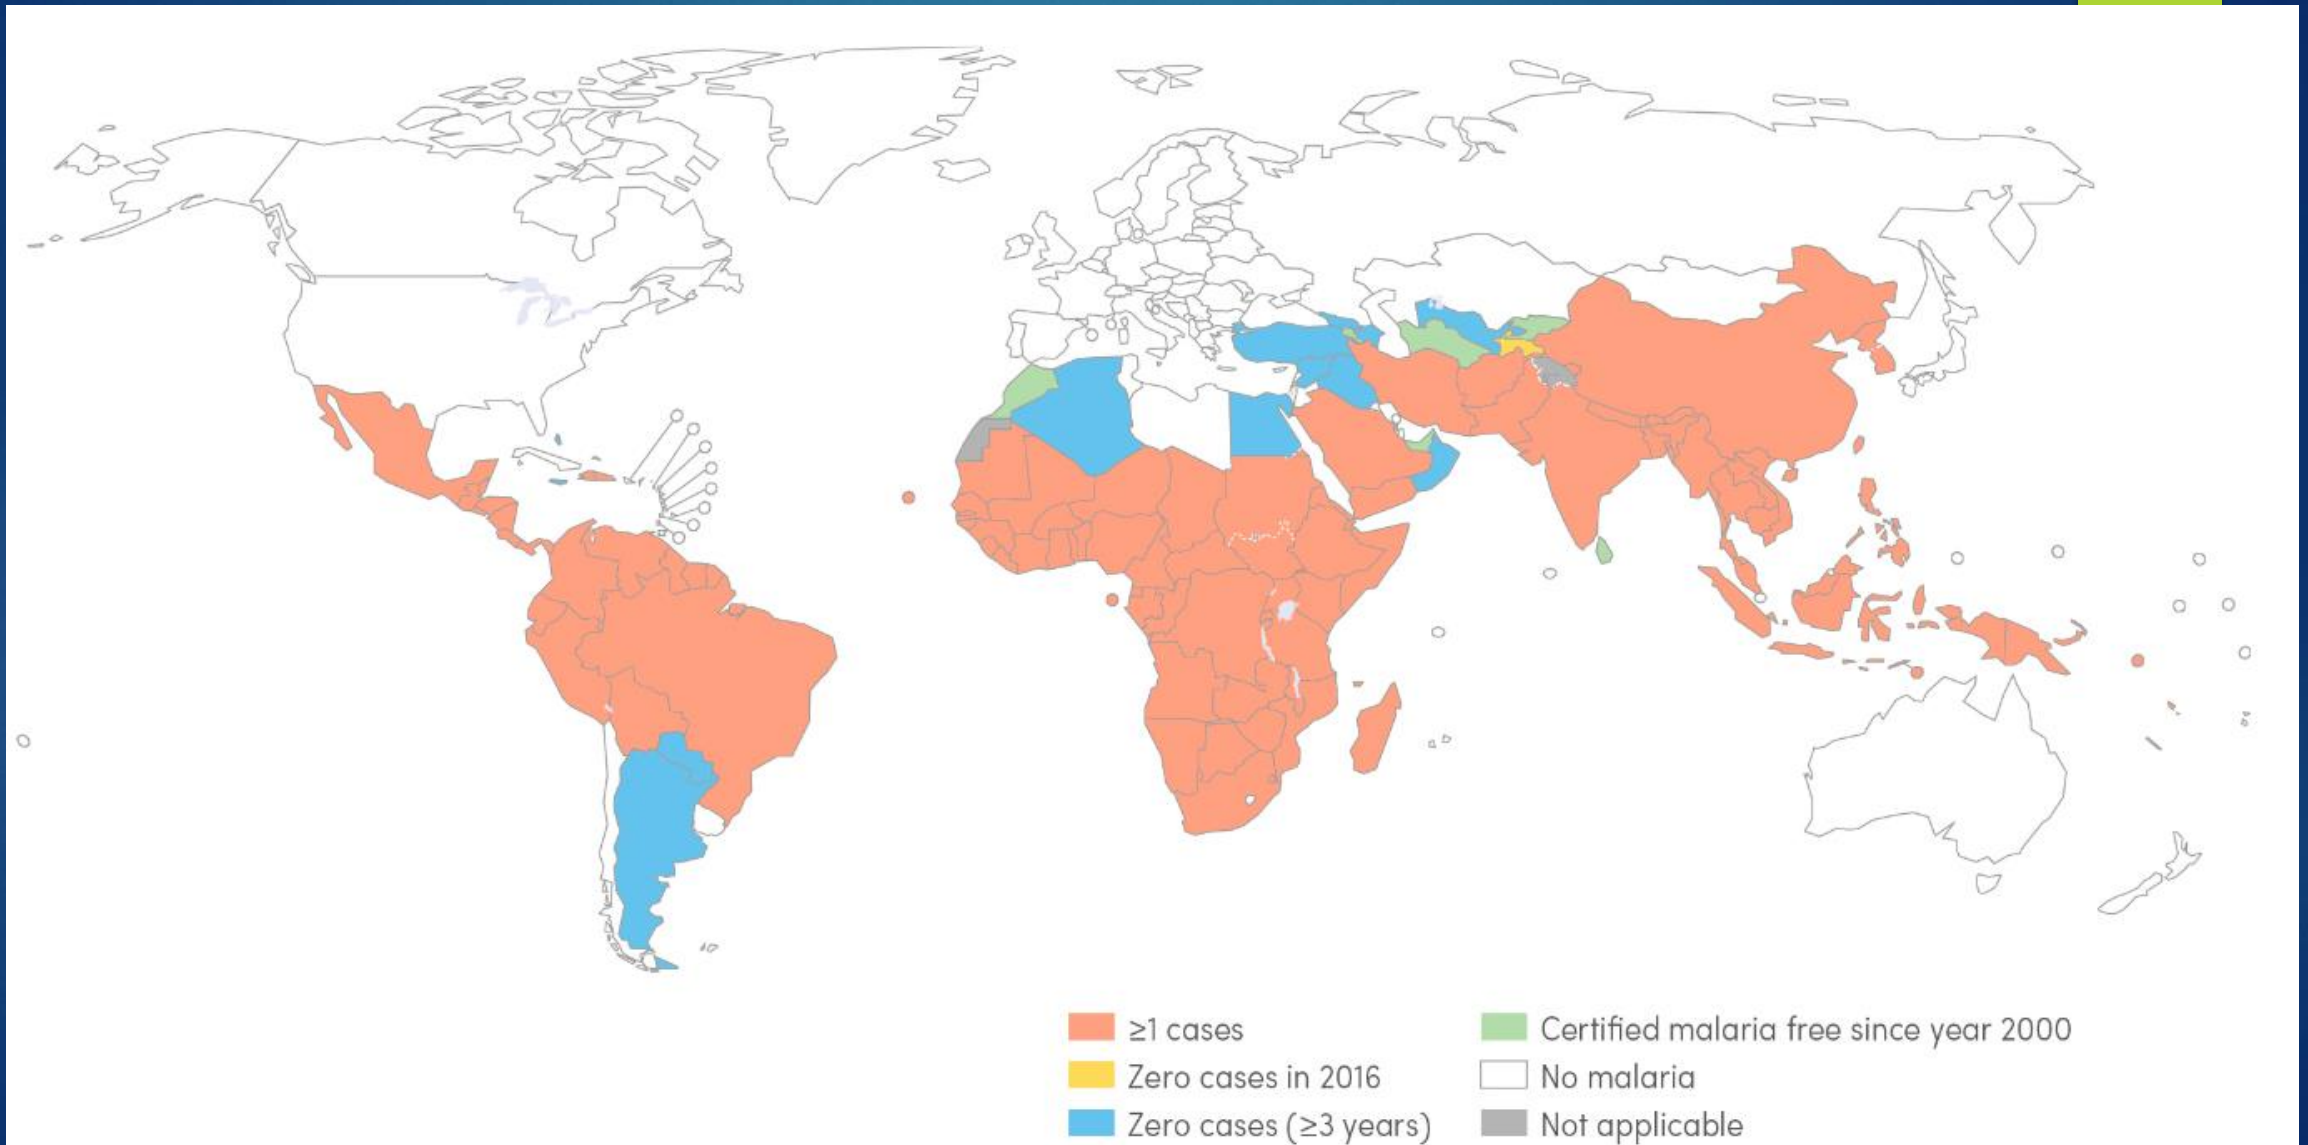 ≥1 cases
Zero cases in 2016
Zero cases (≥3 years)
Certified malaria free since year 2000
No malaria
Not applicable